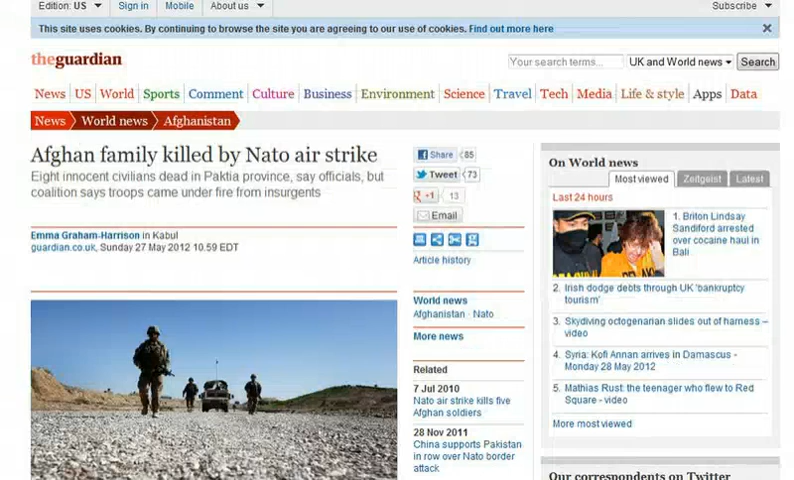 Edition: US
Sign in
Mobile
About us
Subscribe
This site uses cookies. By continuing to browse the site you are agreeing to our use of cookies. Find out more here
theguardian
Your search terms...
UK and World news
Search
News US World Sports Comment Culture Business Environment Science Travel Tech Media Life & style Apps Data
News World news Afghanistan
Afghan family killed by Nato air strike
Eight innocent civilians dead in Paktia province, say officials, but
coalition says troops came under fire from insurgents
Emma Graham-Harrison in Kabul
guardian.co.uk, Sunday 27 May 2012 10.59 EDT
Share 85
Tweet 73
+1 13
Email
Article history
World news
Afghanistan · Nato
More news
Related
7 Jul 2010
Nato air strike kills five
Afghan soldiers
28 Nov 2011
China supports Pakistan
in row over Nato border
attack
On World news
Most viewed
Zeitgeist
Latest
Last 24 hours
1. Briton Lindsay
Sandiford arrested
over cocaine haul in
Bali
2. Irish dodge debts through UK 'bankruptcy
tourism'
3. Skydiving octogenarian slides out of harness –
video
4. Syria: Kofi Annan arrives in Damascus -
Monday 28 May 2012
5. Mathias Rust: the teenager who flew to Red
Square - video
More most viewed
Our correspondents on Twitter